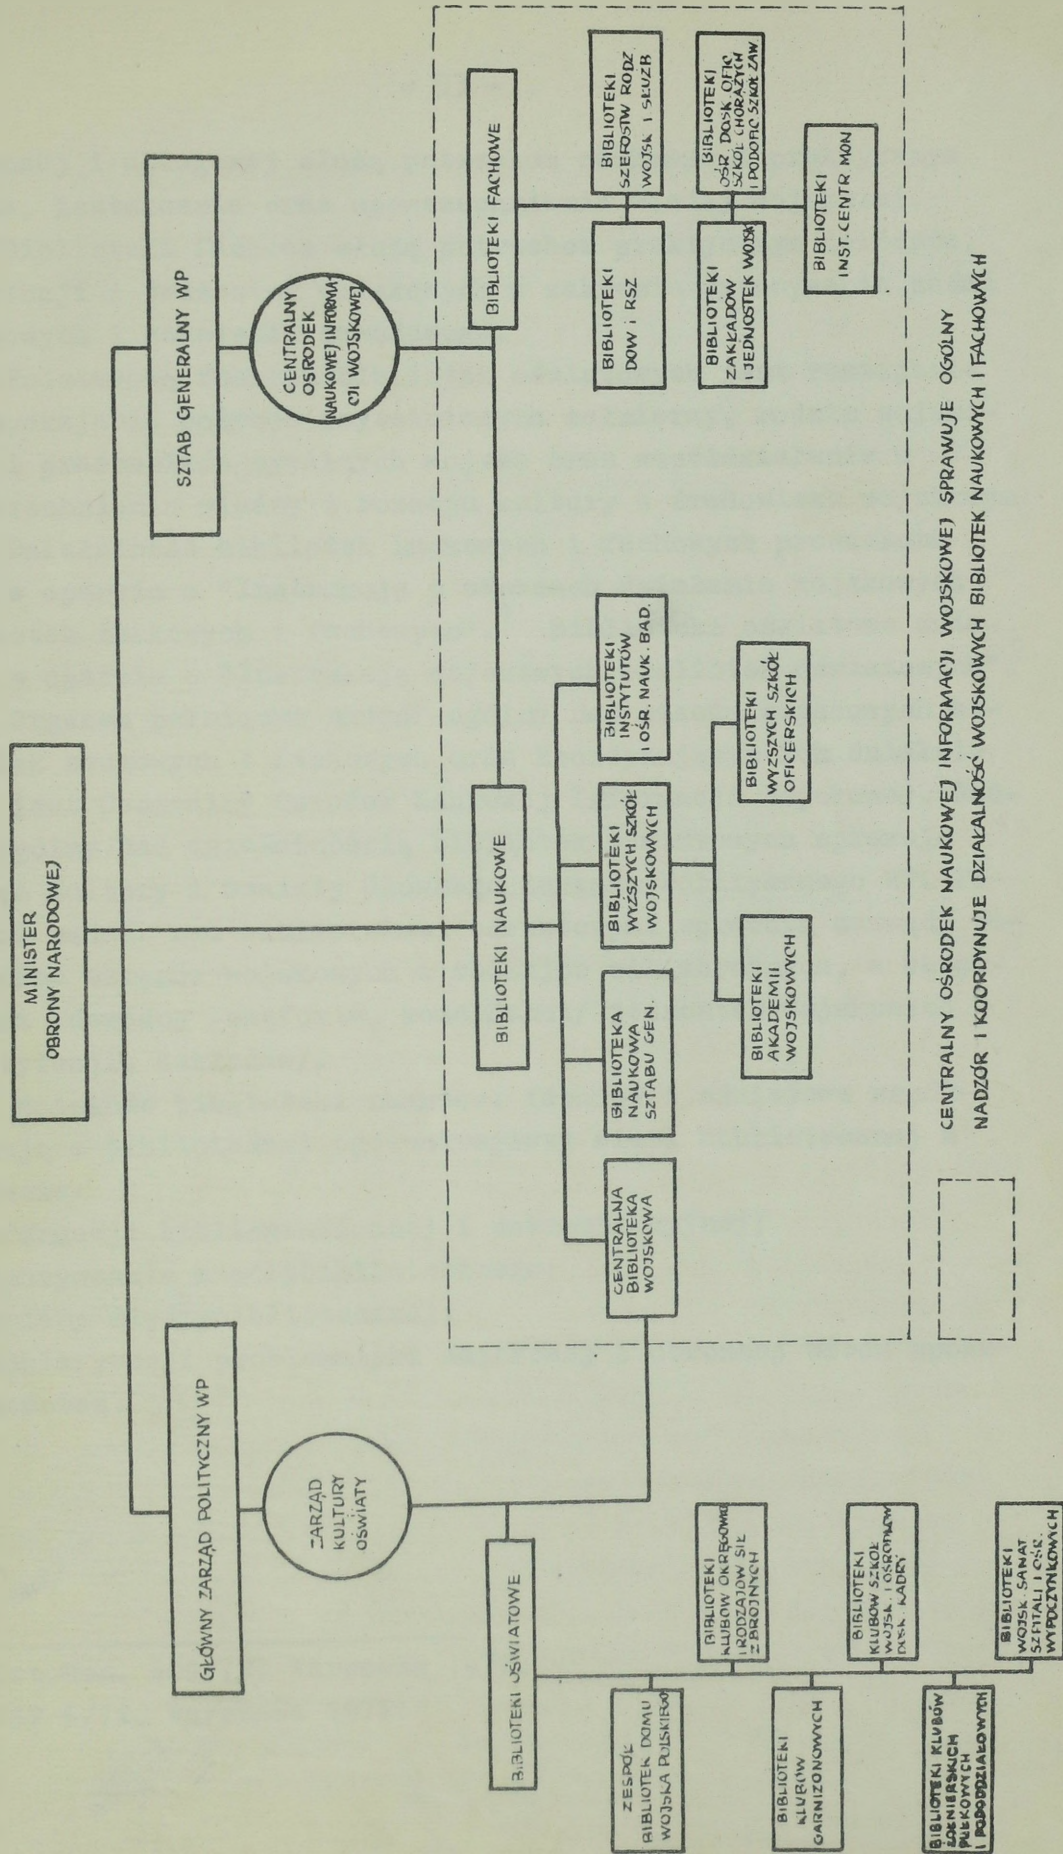 MINISTER
OBRONY NARODOWEJ
GŁÓWNY ZARZĄD POLITYCZNY WP
SZTAB GENERALNY WP
ZARZĄD
KULTURY
OŚWIATY
CENTRALNY
OŚRODEK
NAUKOWEJ INFORMA-
CJI WOJSKOWEJ
BIBLIOTEKI OŚWIATOWE
BIBLIOTEKI NAUKOWE
BIBLIOTEKI FACHOWE
ZESPÓŁ
BIBLIOTEK DOMU
WOJSKA POLSKIEGO
BIBLIOTEKI
KLUBÓW OKRĘGOWYCH
I RODZAJÓW SIŁ
ZBROJNYCH
BIBLIOTEKI
KLUBÓW
GARNIZONOWYCH
BIBLIOTEKI
KLUBÓW SZKÓŁ
WOJSK. I OŚRODKÓW
DOSK. KADRY
BIBLIOTEKI KLUBÓW
ŻOŁNIERSKICH
PUŁKOWYCH
I PODODDZIAŁOWYCH
BIBLIOTEKI
WOJSK. SANAT
SZPITALI I OŚR.
WYPOCZYNKOWYCH
CENTRALNA
BIBLIOTEKA
WOJSKOWA
BIBLIOTEKA
NAUKOWA
SZTABU GEN.
BIBLIOTEKI
WYŻSZYCH SZKÓŁ
WOJSKOWYCH
BIBLIOTEKI
INSTYTUTÓW
I OŚR. NAUK. BAD.
BIBLIOTEKI
AKADEMII
WOJSKOWYCH
BIBLIOTEKI
WYŻSZYCH SZKÓŁ
OFICERSKICH
BIBLIOTEKI
DOW i RSZ
BIBLIOTEKI
SZEFOSTW RODZ.
WOJSK I SŁUŻB
BIBLIOTEKI
ZAKŁADÓW
I JEDNOSTEK WOJSK
BIBLIOTEKI
OŚR DOSK OFIC
SZKÓŁ CHORĄŻYCH
I PODOFIC SZKÓŁ ZAW
BIBLIOTEKI
INST. CENTR MON
CENTRALNY OŚRODEK NAUKOWEJ INFORMACJI WOJSKOWEJ SPRAWUJE OGÓLNY
NADZÓR I KOORDYNUJE DZIAŁALNOŚĆ WOJSKOWYCH BIBLIOTEK NAUKOWYCH I FACHOWYCH